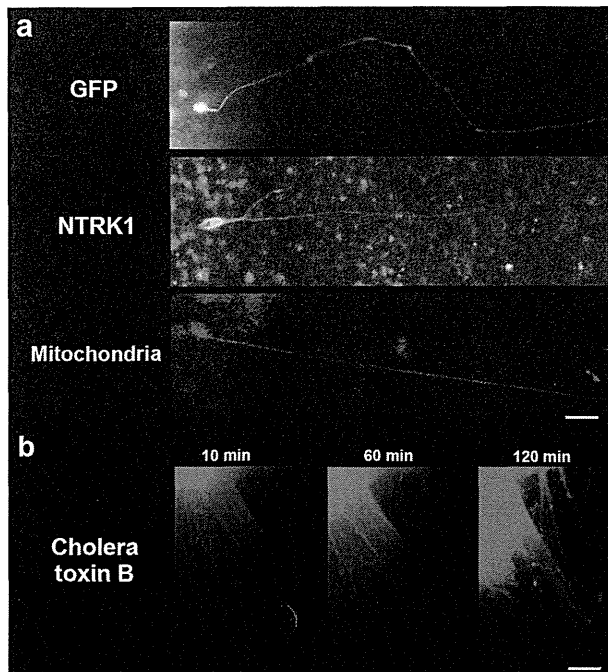 a
GFP
NTRK1
Mitochondria
b
10 min 60 min 120 min
Cholera
toxin B